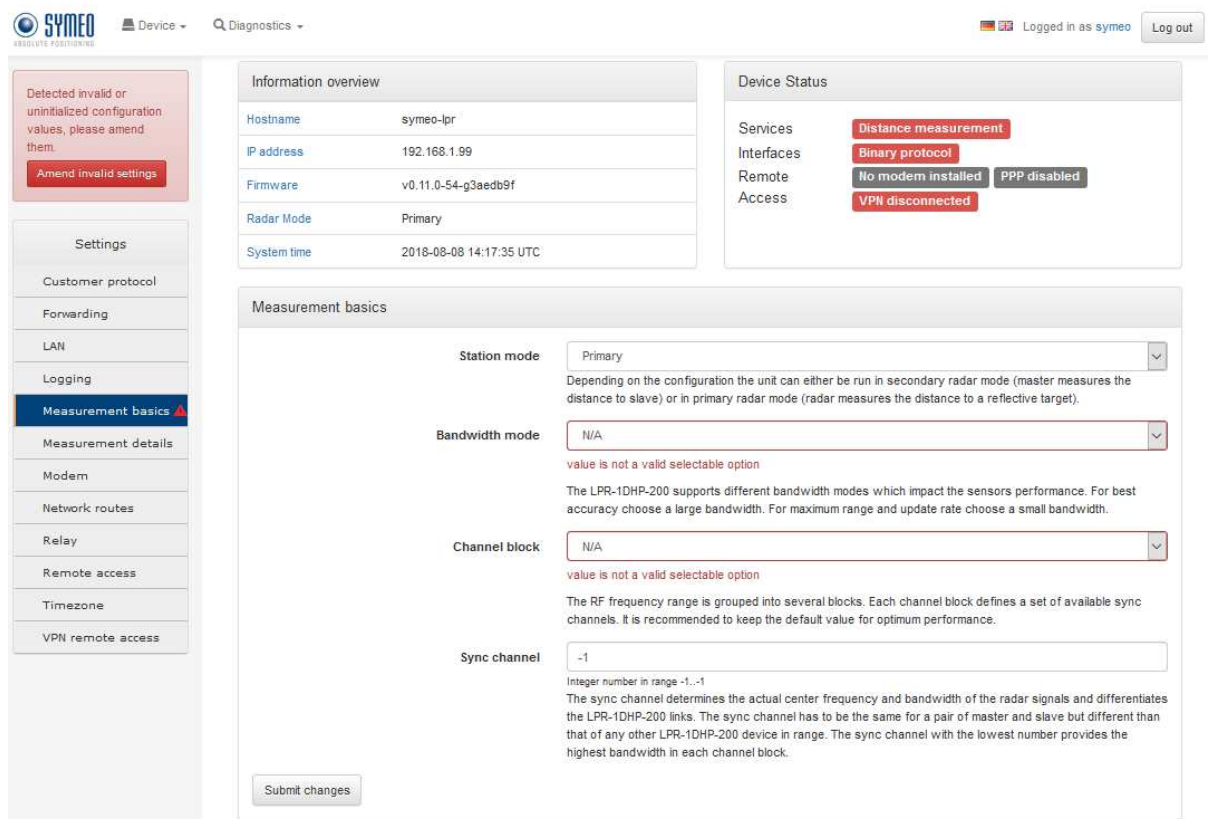 SYMEO
ABSOLUTE POSITIONING
Device
Diagnostics
Logged in as symeo
Log out
Detected invalid or
uninitialized configuration
values, please amend
them.
Amend invalid settings
Settings
Customer protocol
Forwarding
LAN
Logging
Measurement basics
Measurement details
Modem
Network routes
Relay
Remote access
Timezone
VPN remote access
Information overview
Hostname symeo-lpr
IP address 192.168.1.99
Firmware v0.11.0-54-g3aedb9f
Radar Mode Primary
System time 2018-08-08 14:17:35 UTC
Device Status
Services Distance measurement
Interfaces Binary protocol
Remote No modem installed PPP disabled
Access VPN disconnected
Measurement basics
Station mode Primary
Depending on the configuration the unit can either be run in secondary radar mode (master measures the
distance to slave) or in primary radar mode (radar measures the distance to a reflective target).
Bandwidth mode N/A
value is not a valid selectable option
The LPR-1DHP-200 supports different bandwidth modes which impact the sensors performance. For best
accuracy choose a large bandwidth. For maximum range and update rate choose a small bandwidth.
Channel block N/A
value is not a valid selectable option
The RF frequency range is grouped into several blocks. Each channel block defines a set of available sync
channels. It is recommended to keep the default value for optimum performance.
Sync channel -1
Integer number in range -1..-1
The sync channel determines the actual center frequency and bandwidth of the radar signals and differentiates
the LPR-1DHP-200 links. The sync channel has to be the same for a pair of master and slave but different than
that of any other LPR-1DHP-200 device in range. The sync channel with the lowest number provides the
highest bandwidth in each channel block.
Submit changes